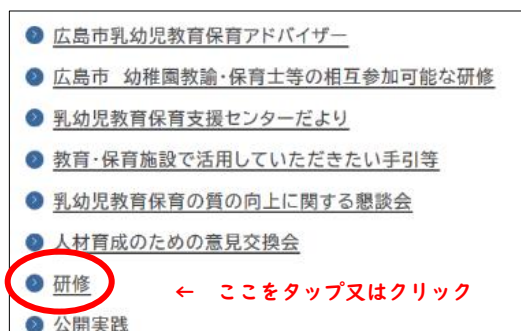 広島市乳幼児教育保育アドバイザー
広島市　幼稚園教諭・保育士等の相互参加可能な研修
乳幼児教育保育支援センターだより
教育・保育施設で活用していただきたい手引等
乳幼児教育保育の質の向上に関する懇談会
人材育成のための意見交換会
研修　← ここをタップ又はクリック
公開実践